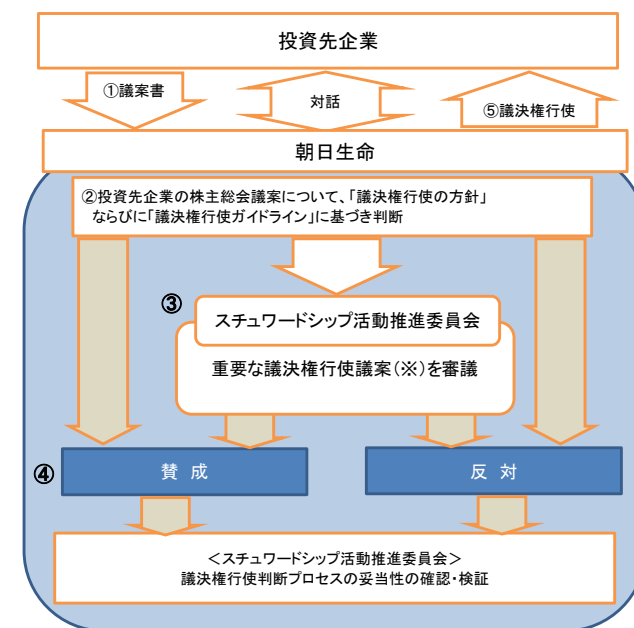 投資先企業
①議案書
対話
⑤議決権行使
朝日生命
②投資先企業の株主総会議案について、「議決権行使の方針」
ならびに「議決権行使ガイドライン」に基づき判断
③
スチュワードシップ活動推進委員会
重要な議決権行使議案(※)を審議
④
賛 成
反 対
＜スチュワードシップ活動推進委員会＞
議決権行使判断プロセスの妥当性の確認・検証